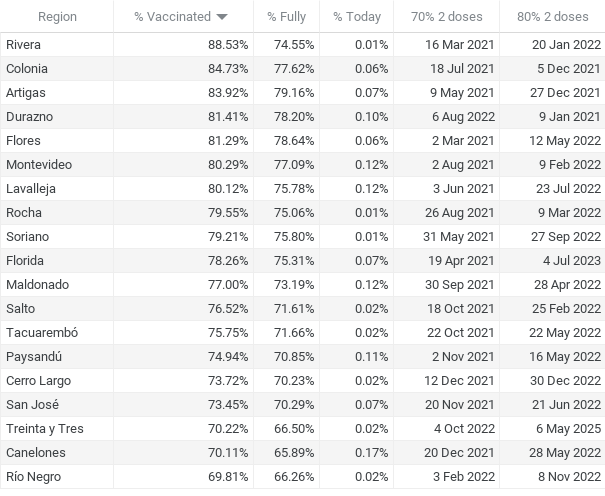 Region % Vaccinated % Fully % Today 70% 2 doses 80% 2 doses
Rivera 88.53% 74.55% 0.01% 16 Mar 2021 20 Jan 2022
Colonia 84.73% 77.62% 0.06% 18 Jul 2021 5 Dec 2021
Artigas 83.92% 79.16% 0.07% 9 May 2021 27 Dec 2021
Durazno 81.41% 78.20% 0.10% 6 Aug 2022 9 Jan 2021
Flores 81.29% 78.64% 0.06% 2 Mar 2021 12 May 2022
Montevideo 80.29% 77.09% 0.12% 2 Aug 2021 9 Feb 2022
Lavalleja 80.12% 75.78% 0.12% 3 Jun 2021 23 Jul 2022
Rocha 79.55% 75.06% 0.01% 26 Aug 2021 9 Mar 2022
Soriano 79.21% 75.80% 0.01% 31 May 2021 27 Sep 2022
Florida 78.26% 75.31% 0.07% 19 Apr 2021 4 Jul 2023
Maldonado 77.00% 73.19% 0.12% 30 Sep 2021 28 Apr 2022
Salto 76.52% 71.61% 0.02% 18 Oct 2021 25 Feb 2022
Tacuarembó 75.75% 71.66% 0.02% 22 Oct 2021 22 May 2022
Paysandú 74.94% 70.85% 0.11% 2 Nov 2021 16 May 2022
Cerro Largo 73.72% 70.23% 0.02% 12 Dec 2021 30 Dec 2022
San José 73.45% 70.29% 0.07% 20 Nov 2021 21 Jun 2022
Treinta y Tres 70.22% 66.50% 0.02% 4 Oct 2022 6 May 2025
Canelones 70.11% 65.89% 0.17% 20 Dec 2021 28 May 2022
Río Negro 69.81% 66.26% 0.02% 3 Feb 2022 8 Nov 2022